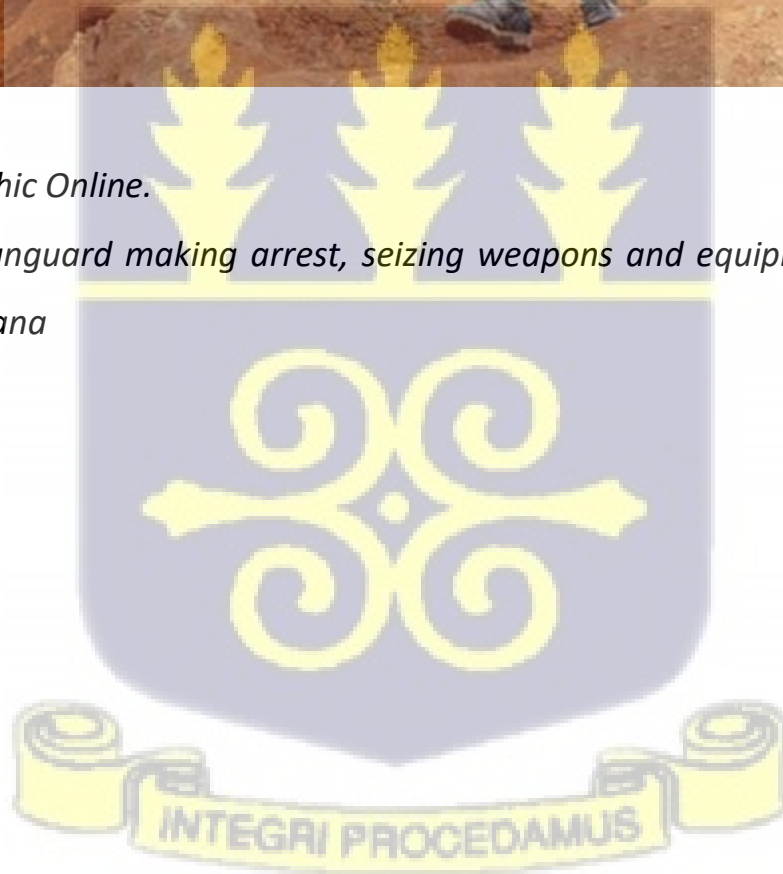 hic Online.
nguard making arrest, seizing weapons and equip
ana
INTEGRI PROCEDAMUS